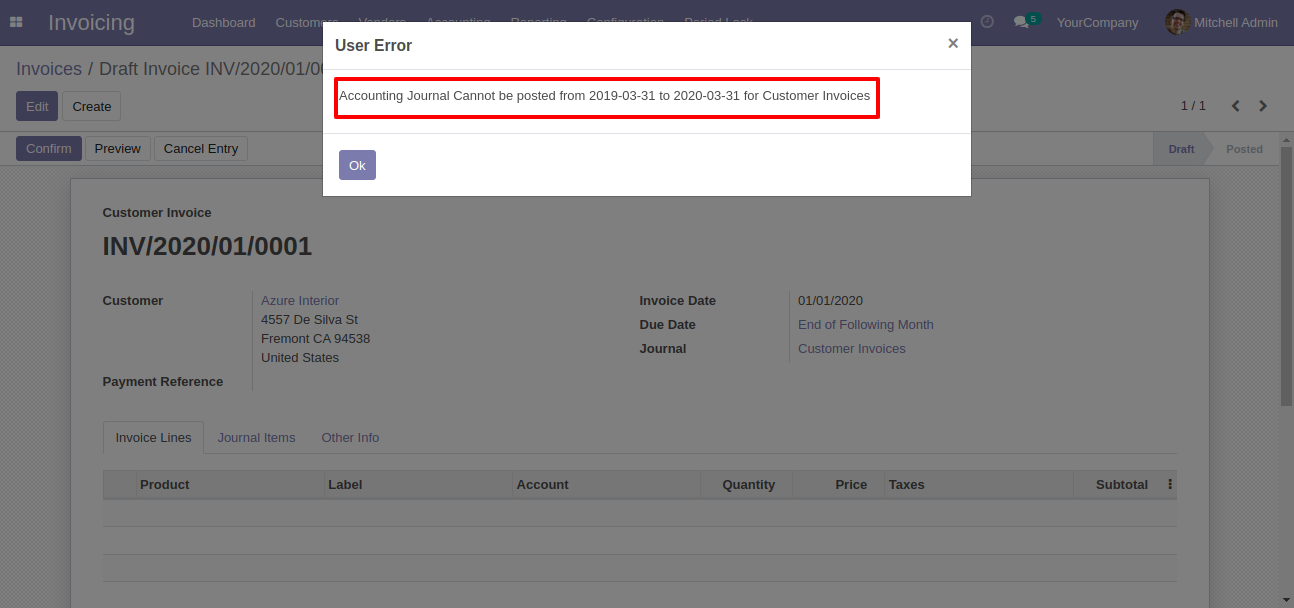 Invoicing Dashboard Customers Vendors Accounting Reporting Configuration Period Lock 5 YourCompany Mitchell Admin
User Error ×
Invoices / Draft Invoice INV/2020/01/00
Accounting Journal Cannot be posted from 2019-03-31 to 2020-03-31 for Customer Invoices
Edit Create 1 / 1
Confirm Preview Cancel Entry Draft Posted
Ok
Customer Invoice
INV/2020/01/0001
Customer Azure Interior Invoice Date 01/01/2020
4557 De Silva St
Due Date End of Following Month
Fremont CA 94538
Journal Customer Invoices
United States
Payment Reference
Invoice Lines Journal Items Other Info
Product Label Account Quantity Price Taxes Subtotal